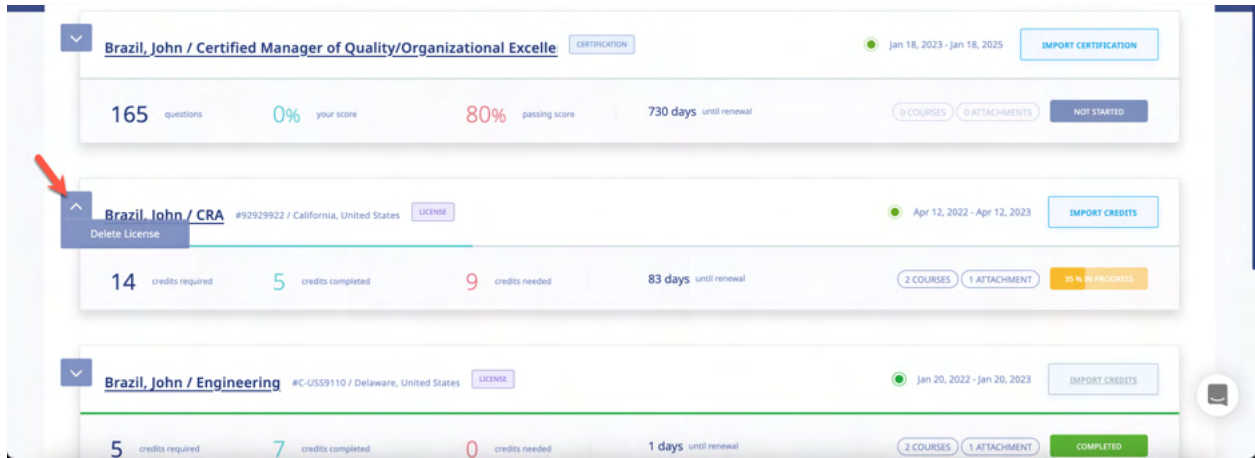 Brazil, John / Certified Manager of Quality/Organizational Excelle CERTIFICATION Jan 18, 2023 - Jan 18, 2025 IMPORT CERTIFICATION
165 questions 0% your score 80% passing score 730 days until renewal 0 COURSES 0 ATTACHMENTS NOT STARTED
Brazil, John / CRA #92929922 / California, United States LICENSE Apr 12, 2022 - Apr 12, 2023 IMPORT CREDITS
Delete License
14 credits required 5 credits completed 9 credits needed 83 days until renewal 2 COURSES 1 ATTACHMENT 35 % IN PROGRESS
Brazil, John / Engineering #C-USS9110 / Delaware, United States LICENSE Jan 20, 2022 - Jan 20, 2023 IMPORT CREDITS
5 credits required 7 credits completed 0 credits needed 1 days until renewal 2 COURSES 1 ATTACHMENT COMPLETED